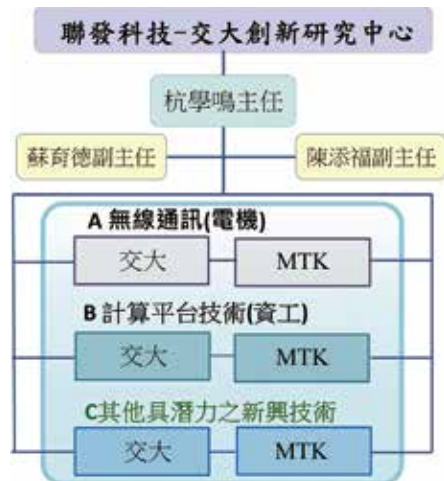 聯發科技-交大創新研究中心
杭學鳴主任
蘇育德副主任 陳添福副主任
A 無線通訊(電機)
交大 MTK
B 計算平台技術(資工)
交大 MTK
C其他具潛力之新興技術
交大 MTK